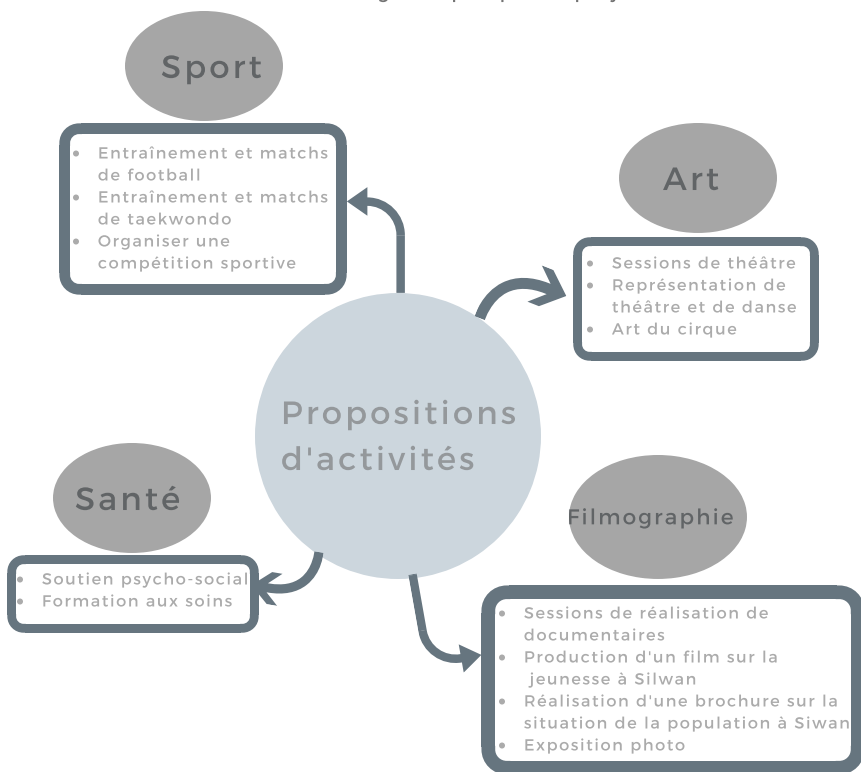 Sport
Entraînement et matchs
de football
Entraînement et matchs
de taekwondo
Organiser une
compétition sportive
Art
Sessions de théâtre
Représentation de
théâtre et de danse
Art du cirque
Propositions
d'activités
Santé
Soutien psycho-social
Formation aux soins
Filmographie
Sessions de réalisation de
documentaires
Production d'un film sur la
jeunesse à Silwan
Réalisation d'une brochure sur la
situation de la population à Siwan
Exposition photo